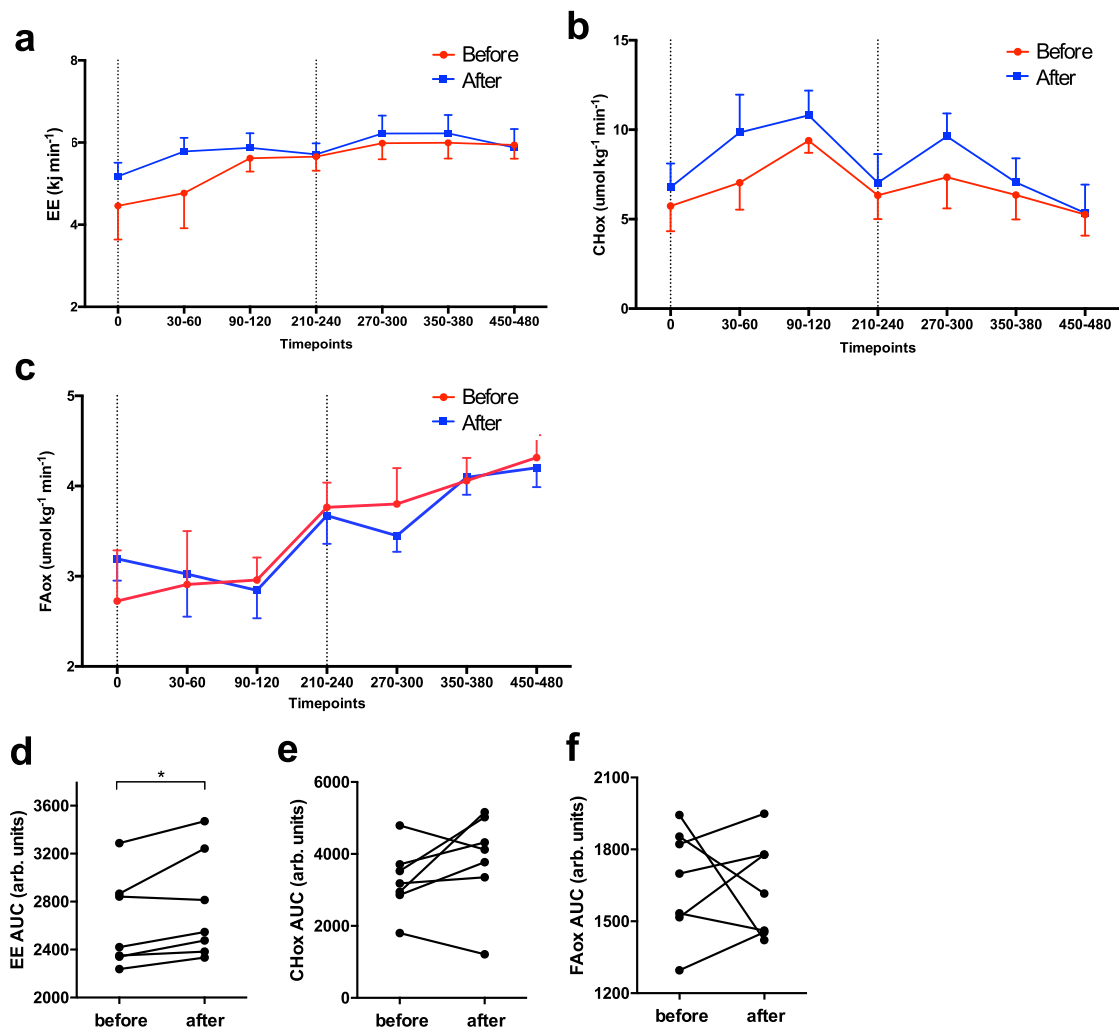 a
Before
After
8
6
4
2
EE (kj min⁻¹)
0 30-60 90-120 210-240 270-300 350-380 450-480
Timepoints
b
Before
After
15
10
5
0
CHox (umol kg⁻¹ min⁻¹)
0 30-60 90-120 210-240 270-300 350-380 450-480
Timepoints
c
Before
After
5
4
3
2
FAox (umol kg⁻¹ min⁻¹)
0 30-60 90-120 210-240 270-300 350-380 450-480
Timepoints
d
*
3600
3200
2800
2400
2000
EE AUC (arb. units)
before after
e
6000
4000
2000
0
CHox AUC (arb. units)
before after
f
2100
1800
1500
1200
FAox AUC (arb. units)
before after